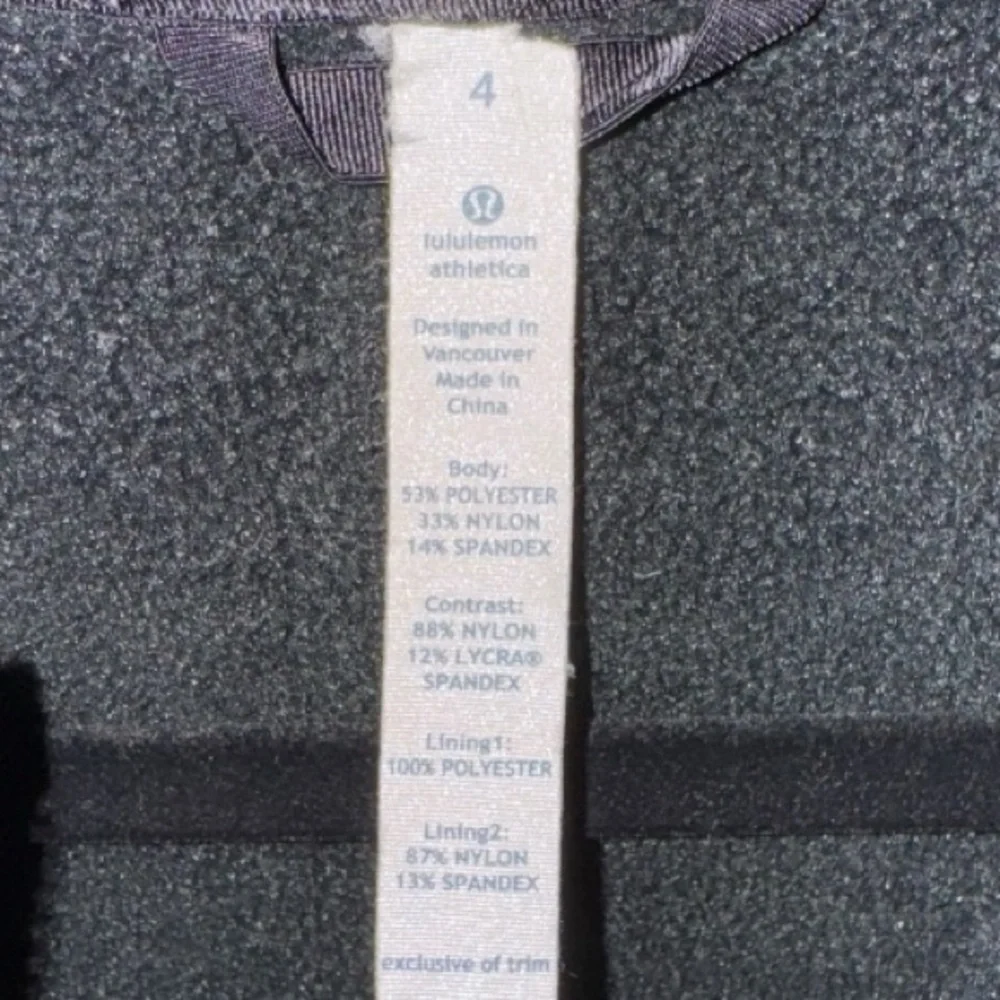 4
lululemon
athletica
Designed in
Vancouver
Made in
China
Body:
53% POLYESTER
33% NYLON
14% SPANDEX
Contrast:
88% NYLON
12% LYCRA®
SPANDEX
Lining1:
100% POLYESTER
Lining2:
87% NYLON
13% SPANDEX
exclusive of trim